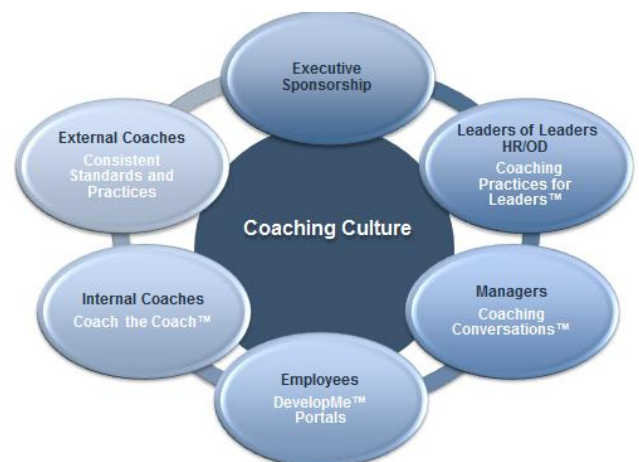 Executive
Sponsorship
Leaders of Leaders
HR/OD
Coaching
Practices for
Leaders™
Managers
Coaching
Conversations™
Employees
DevelopMe™
Portals
Internal Coaches
Coach the Coach™
External Coaches
Consistent
Standards and
Practices
Coaching Culture